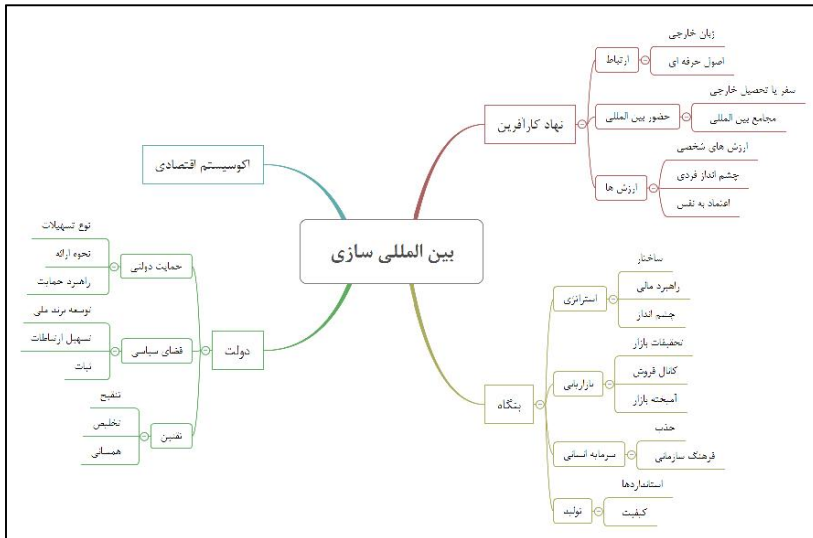 بین المللی سازی
نهاد کارآفرین
ارتباط
زبان خارجی
اصول حرفه ای
حضور بین المللی
سفر یا تحصیل خارجی
مجامع بین المللی
ارزش ها
ارزش های شخصی
چشم انداز فردی
اعتماد به نفس
بنگاه
استراتژی
ساختار
راهبرد مالی
چشم انداز
بازاریابی
تحقیقات بازار
کانال فروش
آمیخته بازار
سرمایه انسانی
جذب
فرهنگ سازمانی
تولید
استانداردها
کیفیت
اکوسیستم اقتصادی
دولت
حمایت دولتی
نوع تسهیلات
نحوه ارائه
راهبرد حمایت
فضای سیاسی
توسعه برند ملی
تسهیل ارتباطات
ثبات
تقنین
تنقیح
تخلیص
همسانی